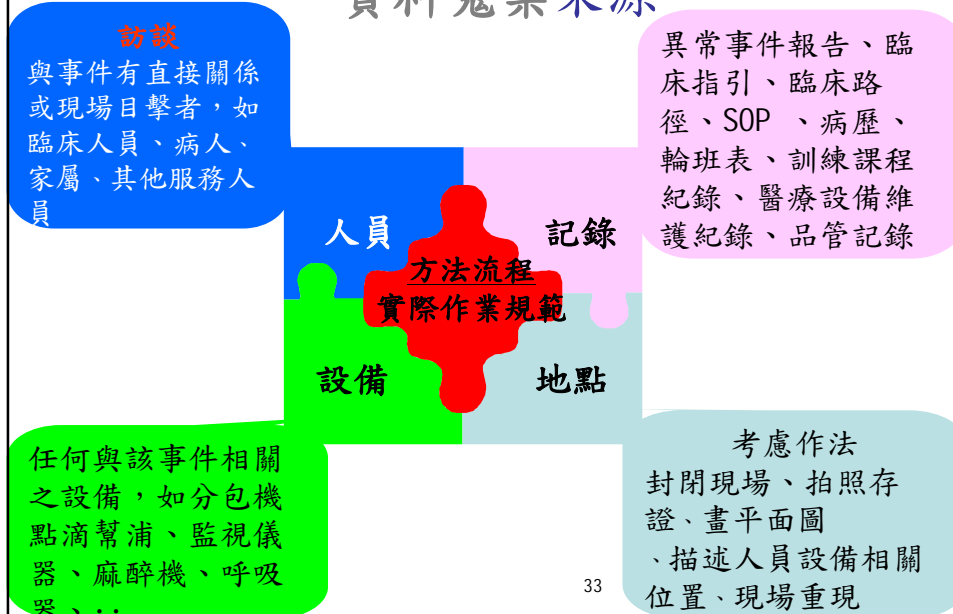 資料蒐集來源
訪談
與事件有直接關係
或現場目擊者，如
臨床人員、病人、
家屬、其他服務人
員
異常事件報告、臨
床指引、臨床路
徑、SOP 、病歷、
輪班表、訓練課程
紀錄、醫療設備維
護紀錄、品管記錄
人員
記錄
方法流程
實際作業規範
設備
地點
任何與該事件相關
之設備，如分包機
點滴幫浦、監視儀
器、麻醉機、呼吸
器、..
考慮作法
封閉現場、拍照存
證、畫平面圖
、描述人員設備相關
位置、現場重現
33